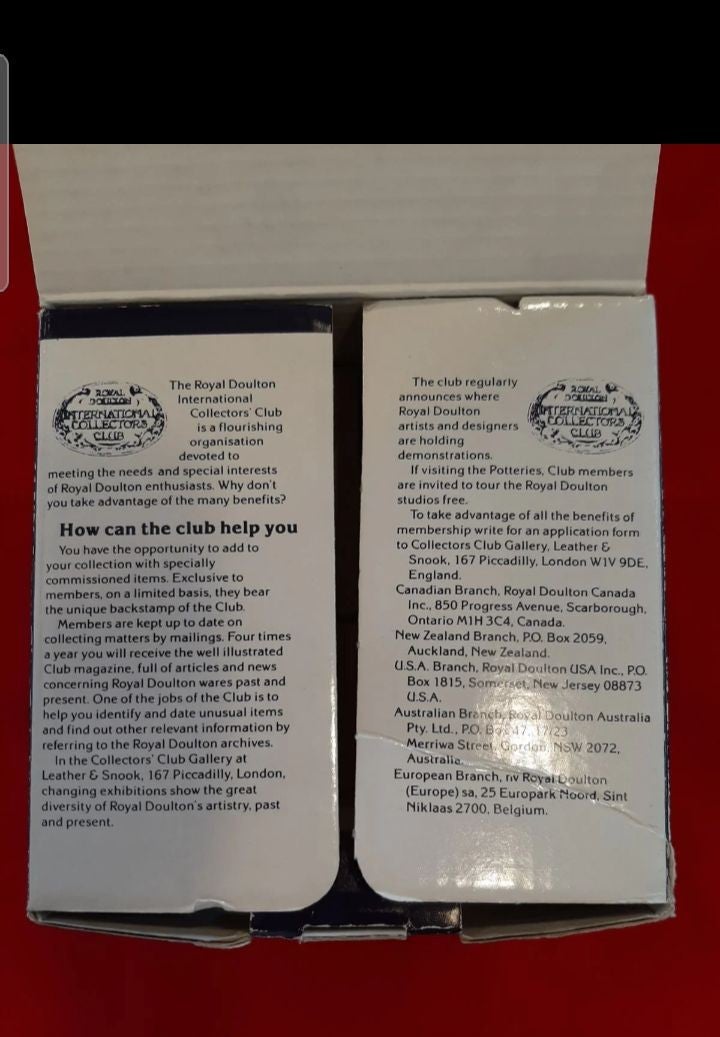 ROYAL
DOULTON
INTERNATIONAL
COLLECTORS
CLUB
The Royal Doulton
International
Collectors' Club
is a flourishing
organisation
devoted to
meeting the needs and special interests
of Royal Doulton enthusiasts. Why don't
you take advantage of the many benefits?
How can the club help you
You have the opportunity to add to
your collection with specially
commissioned items. Exclusive to
members, on a limited basis, they bear
the unique backstamp of the Club.
Members are kept up to date on
collecting matters by mailings. Four times
a year you will receive the well illustrated
Club magazine, full of articles and news
concerning Royal Doulton wares past and
present. One of the jobs of the Club is to
help you identify and date unusual items
and find out other relevant information by
referring to the Royal Doulton archives.
In the Collectors' Club Gallery at
Leather & Snook, 167 Piccadilly, London,
changing exhibitions show the great
diversity of Royal Doulton's artistry, past
and present.
The club regularly
announces where
Royal Doulton
artists and designers
are holding
demonstrations.
ROYAL
DOULTON
INTERNATIONAL
COLLECTORS
CLUB
If visiting the Potteries, Club members
are invited to tour the Royal Doulton
studios free.
To take advantage of all the benefits of
membership write for an application form
to Collectors Club Gallery, Leather &
Snook, 167 Piccadilly, London W1V 9DE,
England.
Canadian Branch, Royal Doulton Canada
Inc., 850 Progress Avenue, Scarborough,
Ontario M1H 3C4, Canada.
New Zealand Branch, P.O. Box 2059,
Auckland, New Zealand.
U.S.A. Branch, Royal Doulton USA Inc., P.O.
Box 1815, Somerset, New Jersey 08873
U.S.A.
Australian Branch, Royal Doulton Australia
Pty. Ltd., P.O. 17/23
Merriwa Street, Gordon, NSW 2072,
Australia
European Branch, nv Royal Doulton
(Europe) sa, 25 Europark Noord, Sint
Niklaas 2700, Belgium.